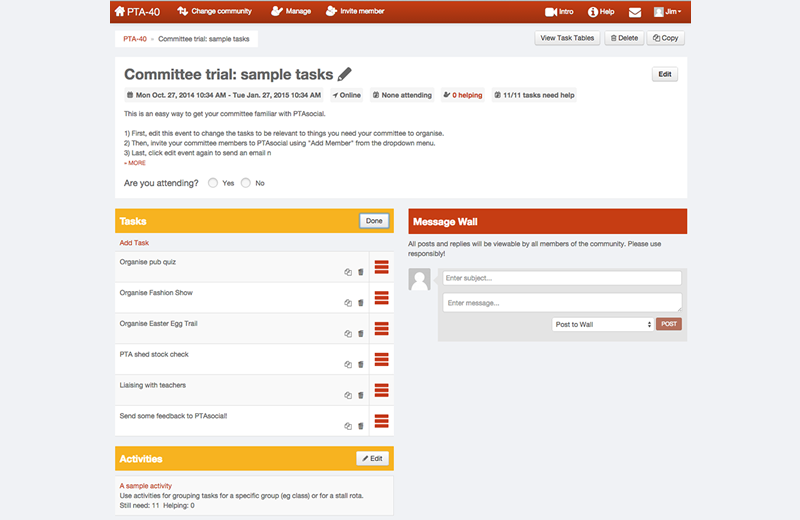 PTA-40 Change community Manage Invite member Intro Help Jim
PTA-40 » Committee trial: sample tasks View Task Tables Delete Copy
Committee trial: sample tasks Edit
Mon Oct. 27, 2014 10:34 AM - Tue Jan. 27, 2015 10:34 AM Online None attending 0 helping 11/11 tasks need help
This is an easy way to get your committee familiar with PTAsocial.
1) First, edit this event to change the tasks to be relevant to things you need your committee to organise.
2) Then, invite your committee members to PTAsocial using "Add Member" from the dropdown menu.
3) Last, click edit event again to send an email n
» MORE
Are you attending? Yes No
Tasks Done
Add Task
Organise pub quiz
Organise Fashion Show
Organise Easter Egg Trail
PTA shed stock check
Liaising with teachers
Send some feedback to PTAsocial!
Activities Edit
A sample activity
Use activities for grouping tasks for a specific group (eg class) or for a stall rota.
Still need: 11 Helping: 0
Message Wall
All posts and replies will be viewable by all members of the community. Please use
responsibly!
Enter subject...
Enter message...
Post to Wall POST